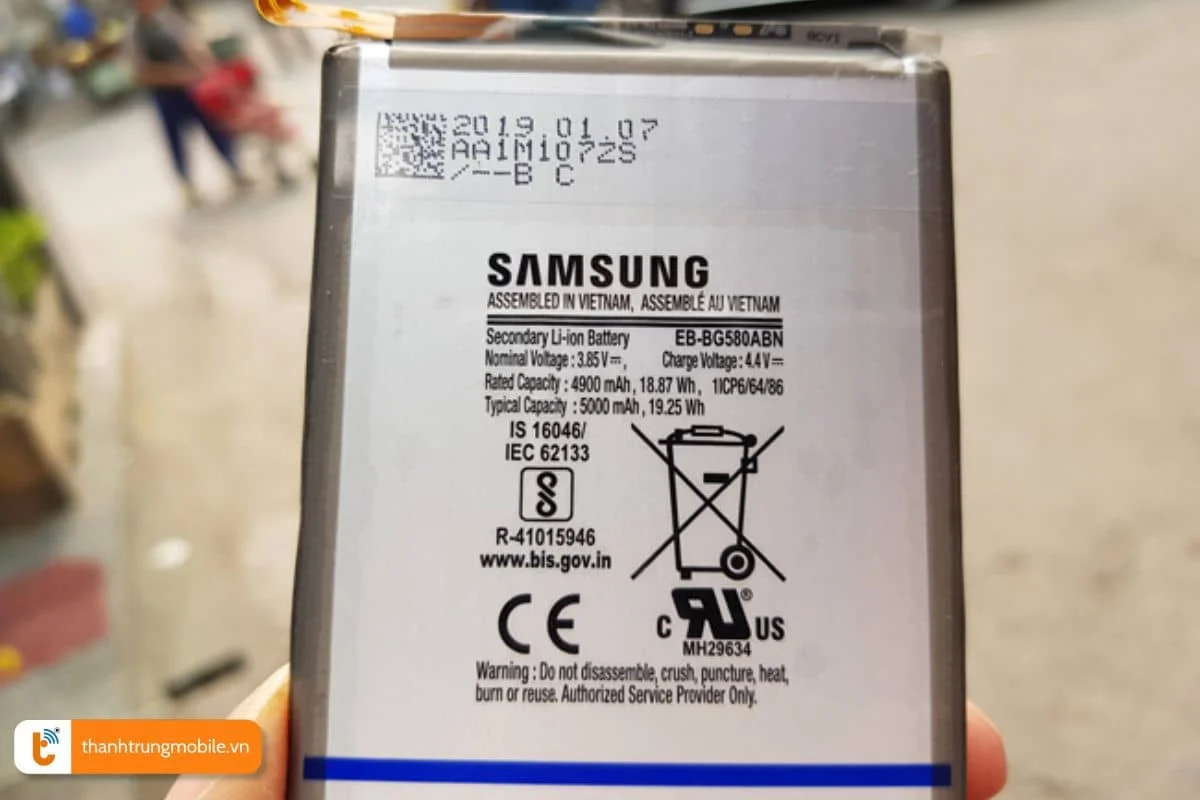 2019.01.07
AA1M107ZS
/--B C
SAMSUNG
ASSEMBLED IN VIETNAM, ASSEMBLÉ AU VIETNAM
Secondary Li-ion Battery EB-BG580ABN
Nominal Voltage : 3.85 V⎓, Charge Voltage : 4.4 V⎓
Rated Capacity : 4900 mAh, 18.87 Wh, 1ICP6/64/86
Typical Capacity : 5000 mAh, 19.25 Wh
IS 16046/
IEC 62133
R-41015946
www.bis.gov.in
CE
C RU® US
MH29634
Warning : Do not disassemble, crush, puncture, heat,
burn or reuse. Authorized Service Provider Only.
thanhtrungmobile.vn